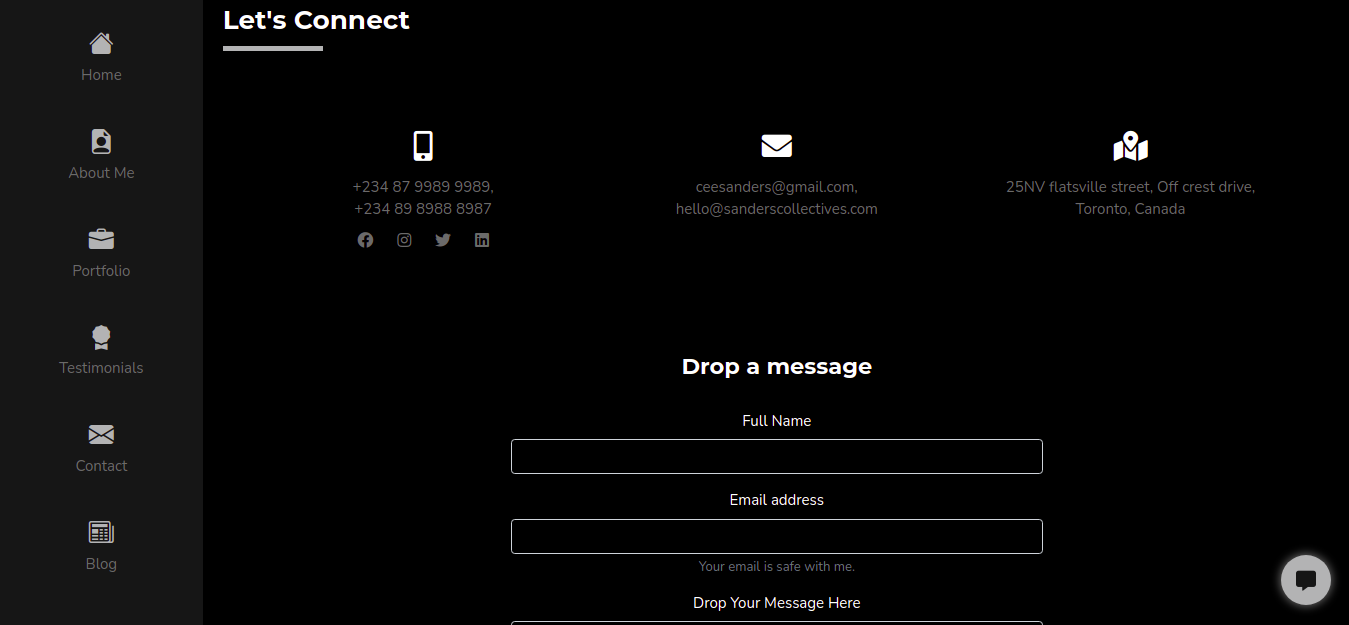 Let's Connect
Home
About Me
Portfolio
Testimonials
Contact
Blog
+234 87 9989 9989,
+234 89 8988 8987
ceesanders@gmail.com,
hello@sanderscollectives.com
25NV flatsville street, Off crest drive,
Toronto, Canada
Drop a message
Full Name
Email address
Your email is safe with me.
Drop Your Message Here